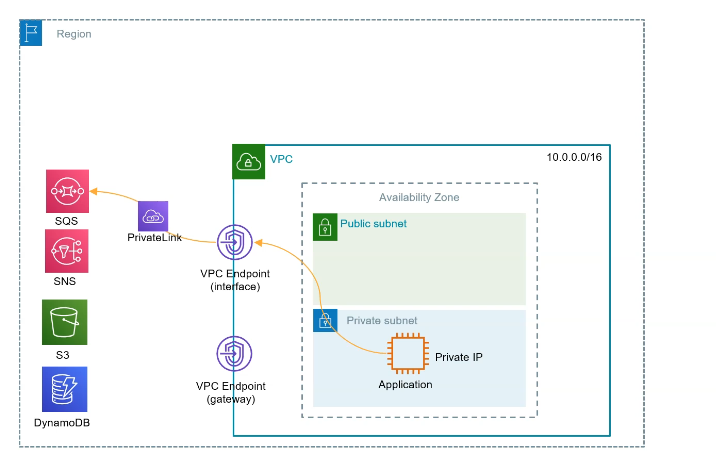 Region
VPC
10.0.0.0/16
Availability Zone
Public subnet
SQS
PrivateLink
SNS
VPC Endpoint
(interface)
Private subnet
S3
Private IP
Application
VPC Endpoint
(gateway)
DynamoDB